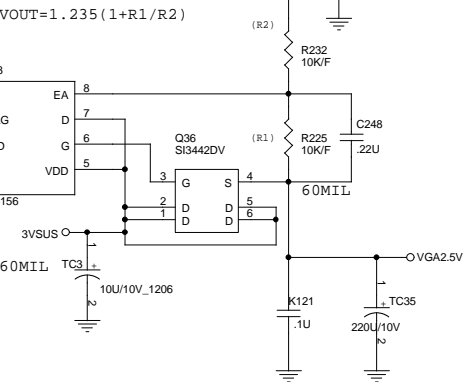 VOUT=1.235(1+R1/R2)
(R2)
R232
10K/F
EA
8
D
7
G
6
VDD
5
156
(R1)
R225
10K/F
C248
.22U
Q36
SI3442DV
3
G
S
4
2
D
D
5
1
D
D
6
60MIL
3VSUS
60MIL
TC3
1
+
10U/10V_1206
2
VGA2.5V
K121
.1U
1
+
TC35
220U/10V
2